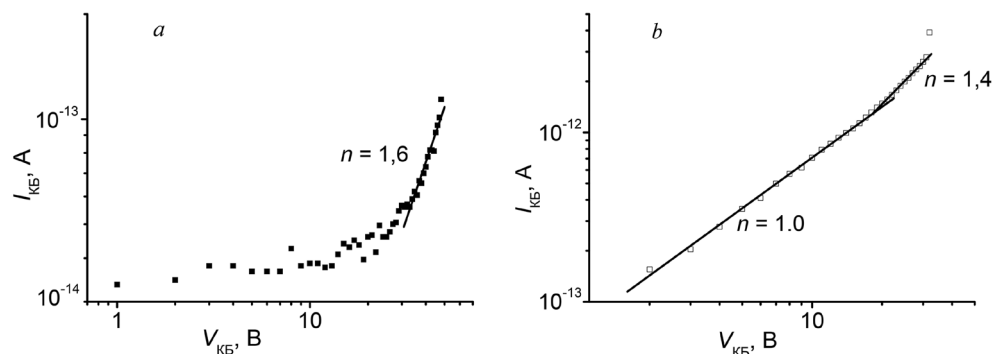 a
10⁻¹³
n = 1,6
I_КБ, А
10⁻¹⁴
1
10
V_КБ, В
b
n = 1,4
10⁻¹²
I_КБ, А
n = 1.0
10⁻¹³
10
V_КБ, В